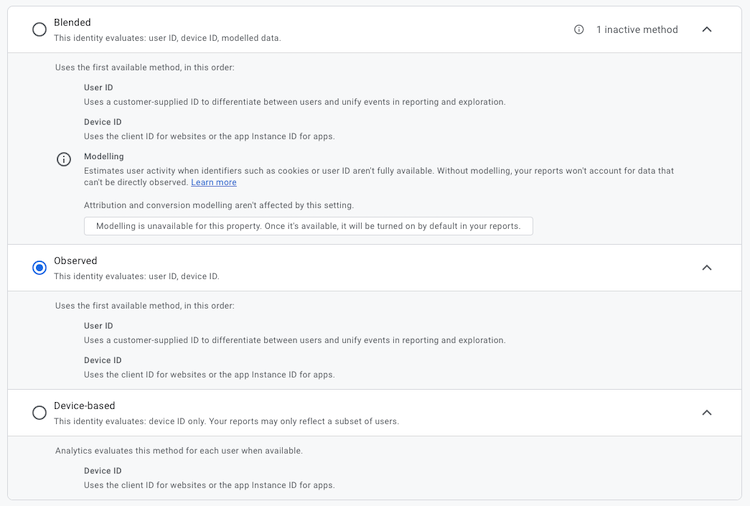 Blended
This identity evaluates: user ID, device ID, modelled data.
1 inactive method
Uses the first available method, in this order:
User ID
Uses a customer-supplied ID to differentiate between users and unify events in reporting and exploration.
Device ID
Uses the client ID for websites or the app Instance ID for apps.
Modelling
Estimates user activity when identifiers such as cookies or user ID aren't fully available. Without modelling, your reports won't account for data that
can't be directly observed. Learn more
Attribution and conversion modelling aren't affected by this setting.
Modelling is unavailable for this property. Once it's available, it will be turned on by default in your reports.
Observed
This identity evaluates: user ID, device ID.
Uses the first available method, in this order:
User ID
Uses a customer-supplied ID to differentiate between users and unify events in reporting and exploration.
Device ID
Uses the client ID for websites or the app Instance ID for apps.
Device-based
This identity evaluates: device ID only. Your reports may only reflect a subset of users.
Analytics evaluates this method for each user when available.
Device ID
Uses the client ID for websites or the app Instance ID for apps.